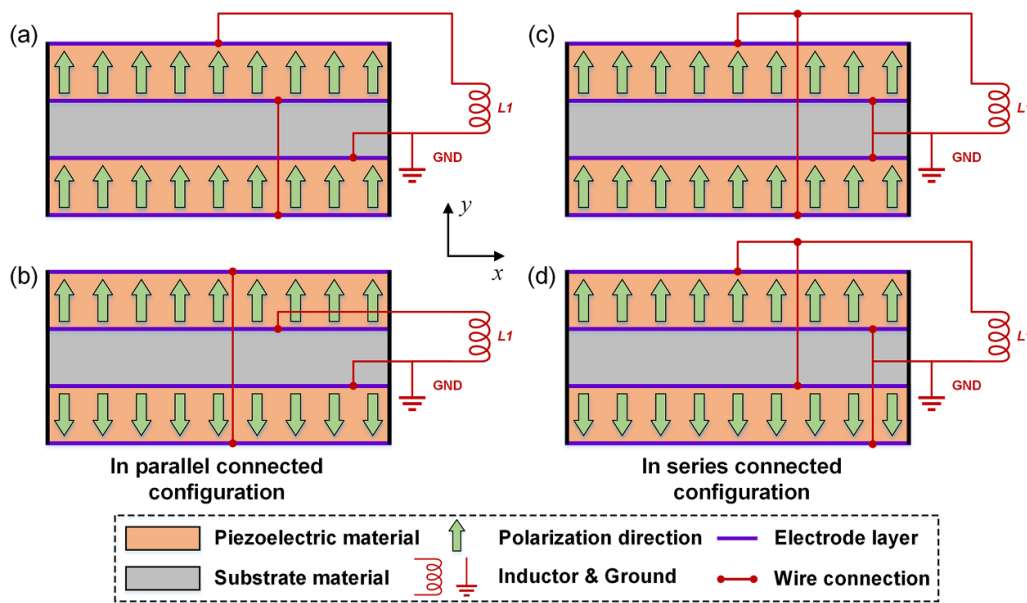 (a)
L1
GND
(c)
L1
GND
y
x
(b)
L1
GND
(d)
L1
GND
In parallel connected
configuration
In series connected
configuration
Piezoelectric material
Polarization direction
Electrode layer
Substrate material
Inductor & Ground
Wire connection